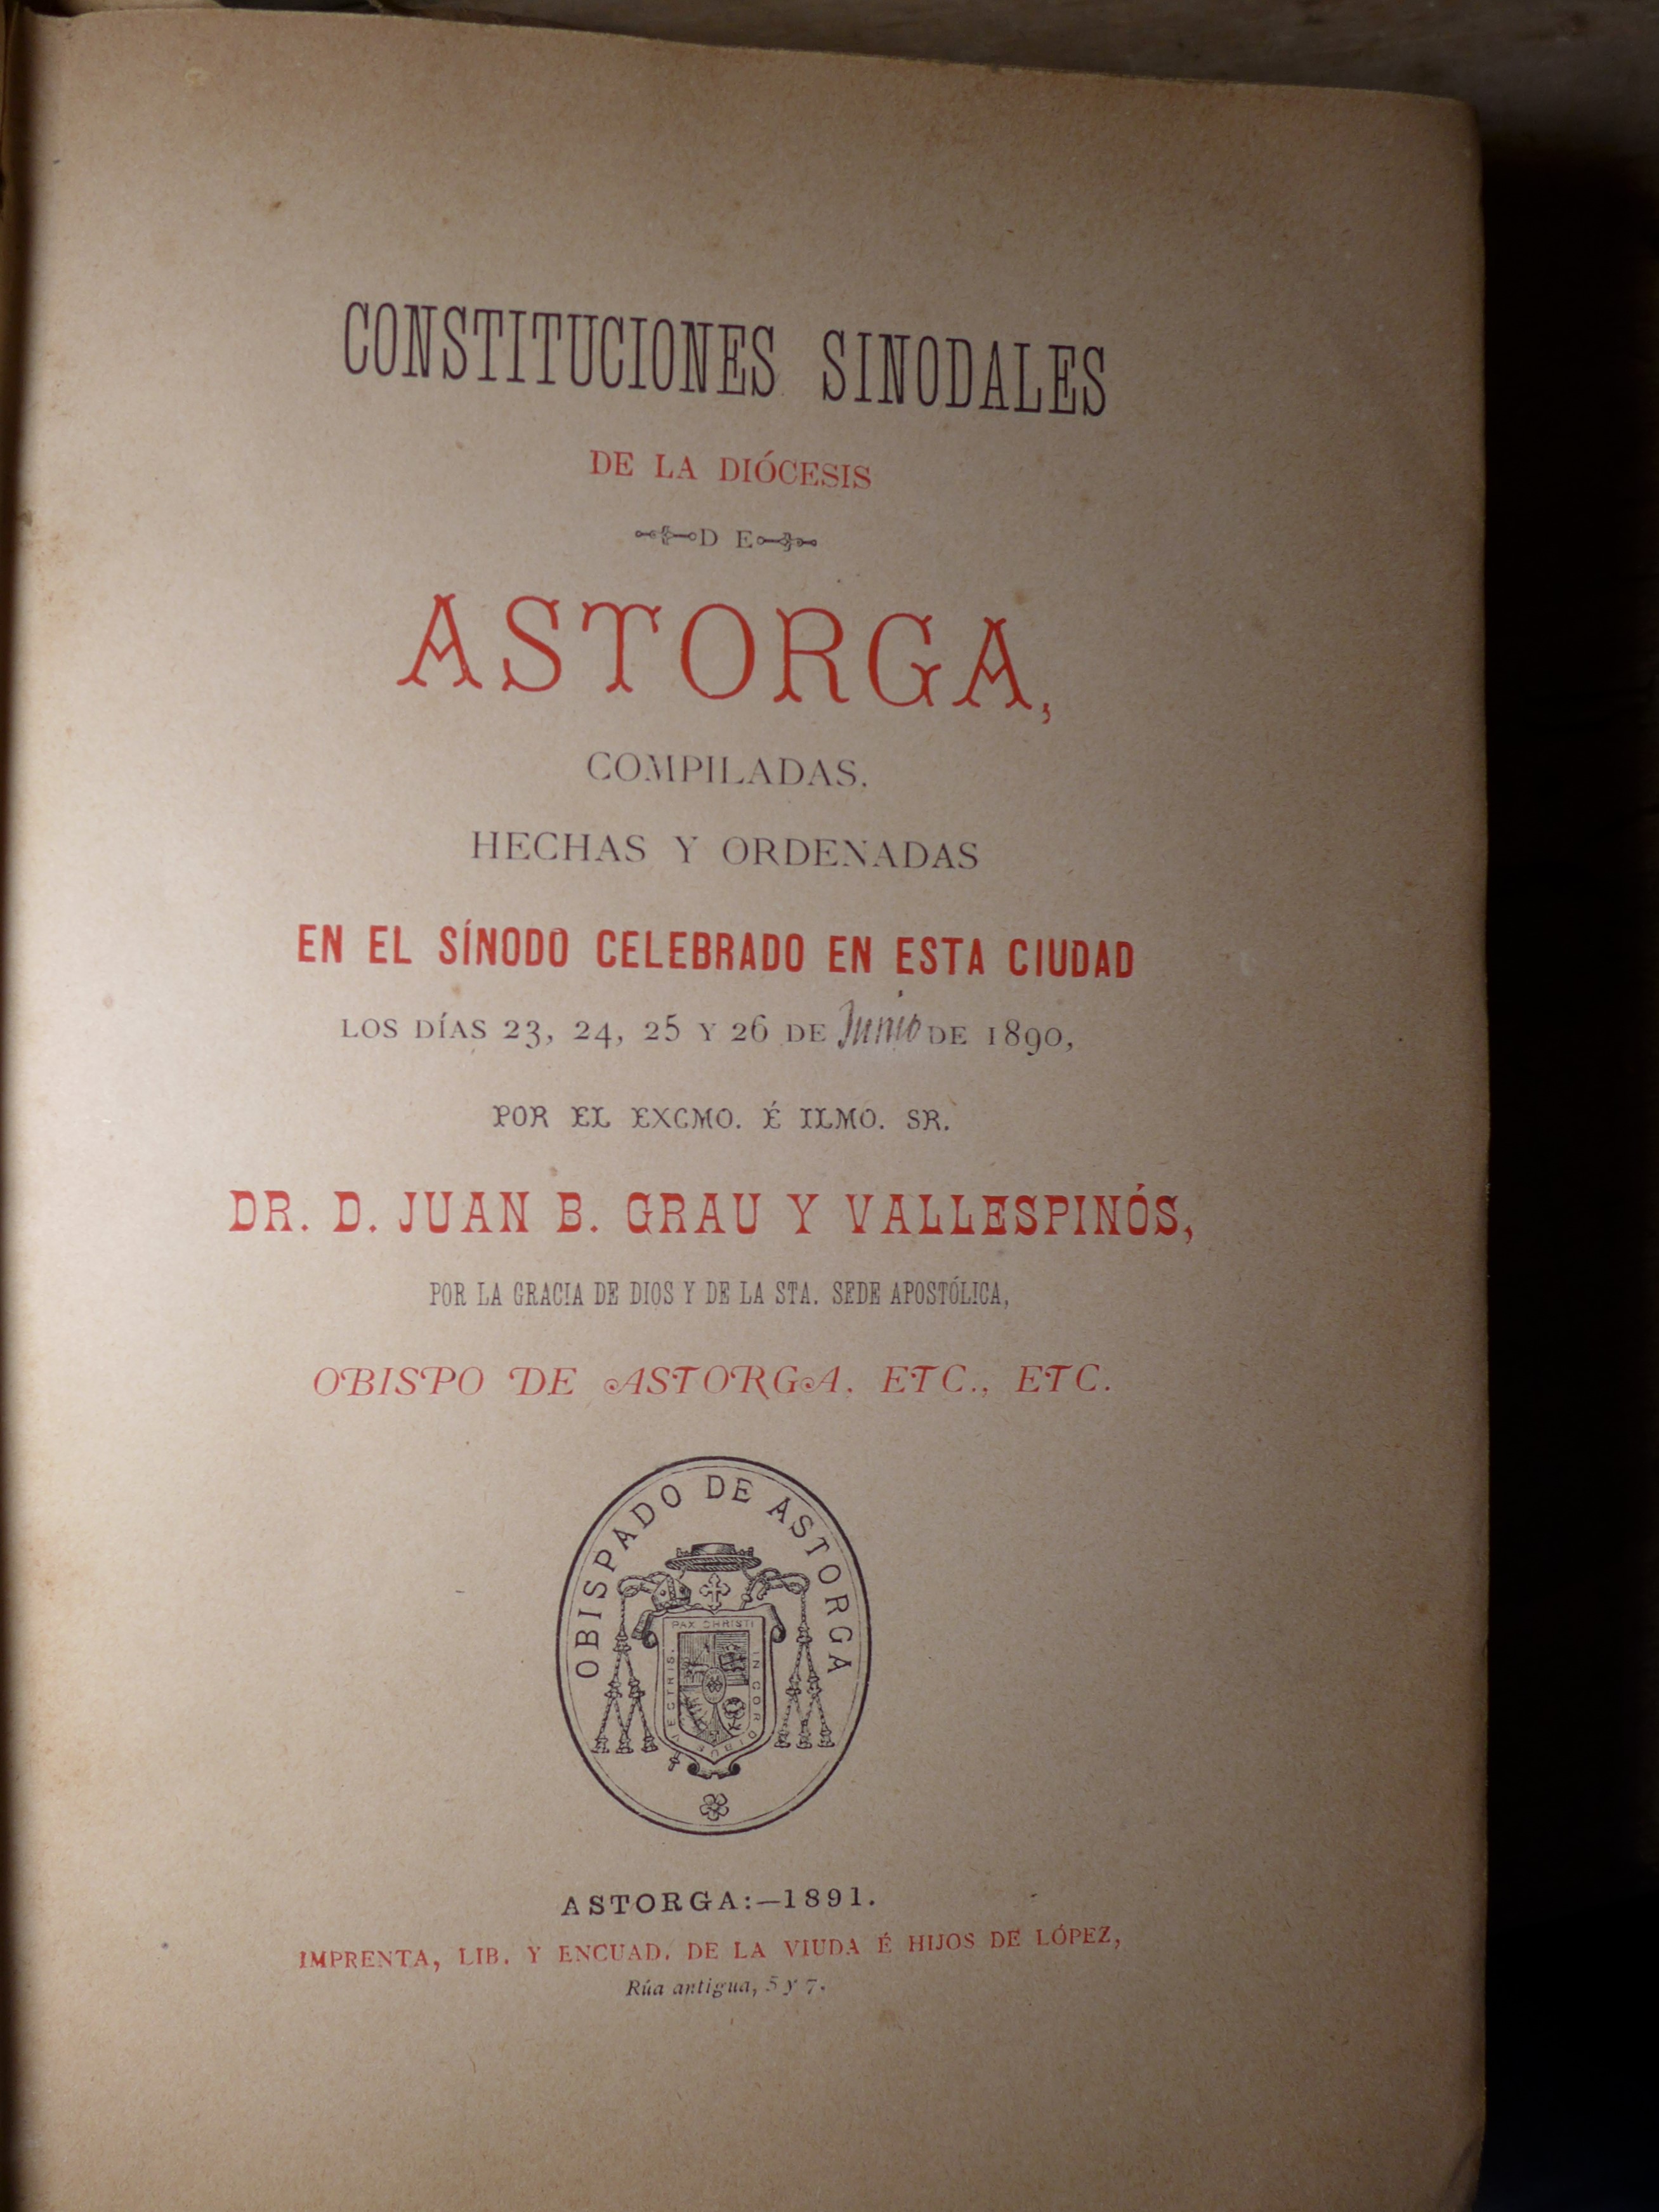 CONSTITUCIONES SINODALES
DE LA DIÓCESIS
DE
ASTORGA,
COMPILADAS,
HECHAS Y ORDENADAS
EN EL SÍNODO CELEBRADO EN ESTA CIUDAD
LOS DÍAS 23, 24, 25 Y 26 DE Junio DE 1890,
POR EL EXCMO. É ILMO. SR.
DR. D. JUAN B. GRAU Y VALLESPINÓS,
POR LA GRACIA DE DIOS Y DE LA STA. SEDE APOSTÓLICA,
OBISPO DE ASTORGA, ETC., ETC.
OBISPADO DE ASTORGA
PAX CHRISTI IN CORDIBUS VESTRIS.
ASTORGA:—1891.
IMPRENTA, LIB. Y ENCUAD. DE LA VIUDA É HIJOS DE LÓPEZ,
Rúa antigua, 5 y 7.